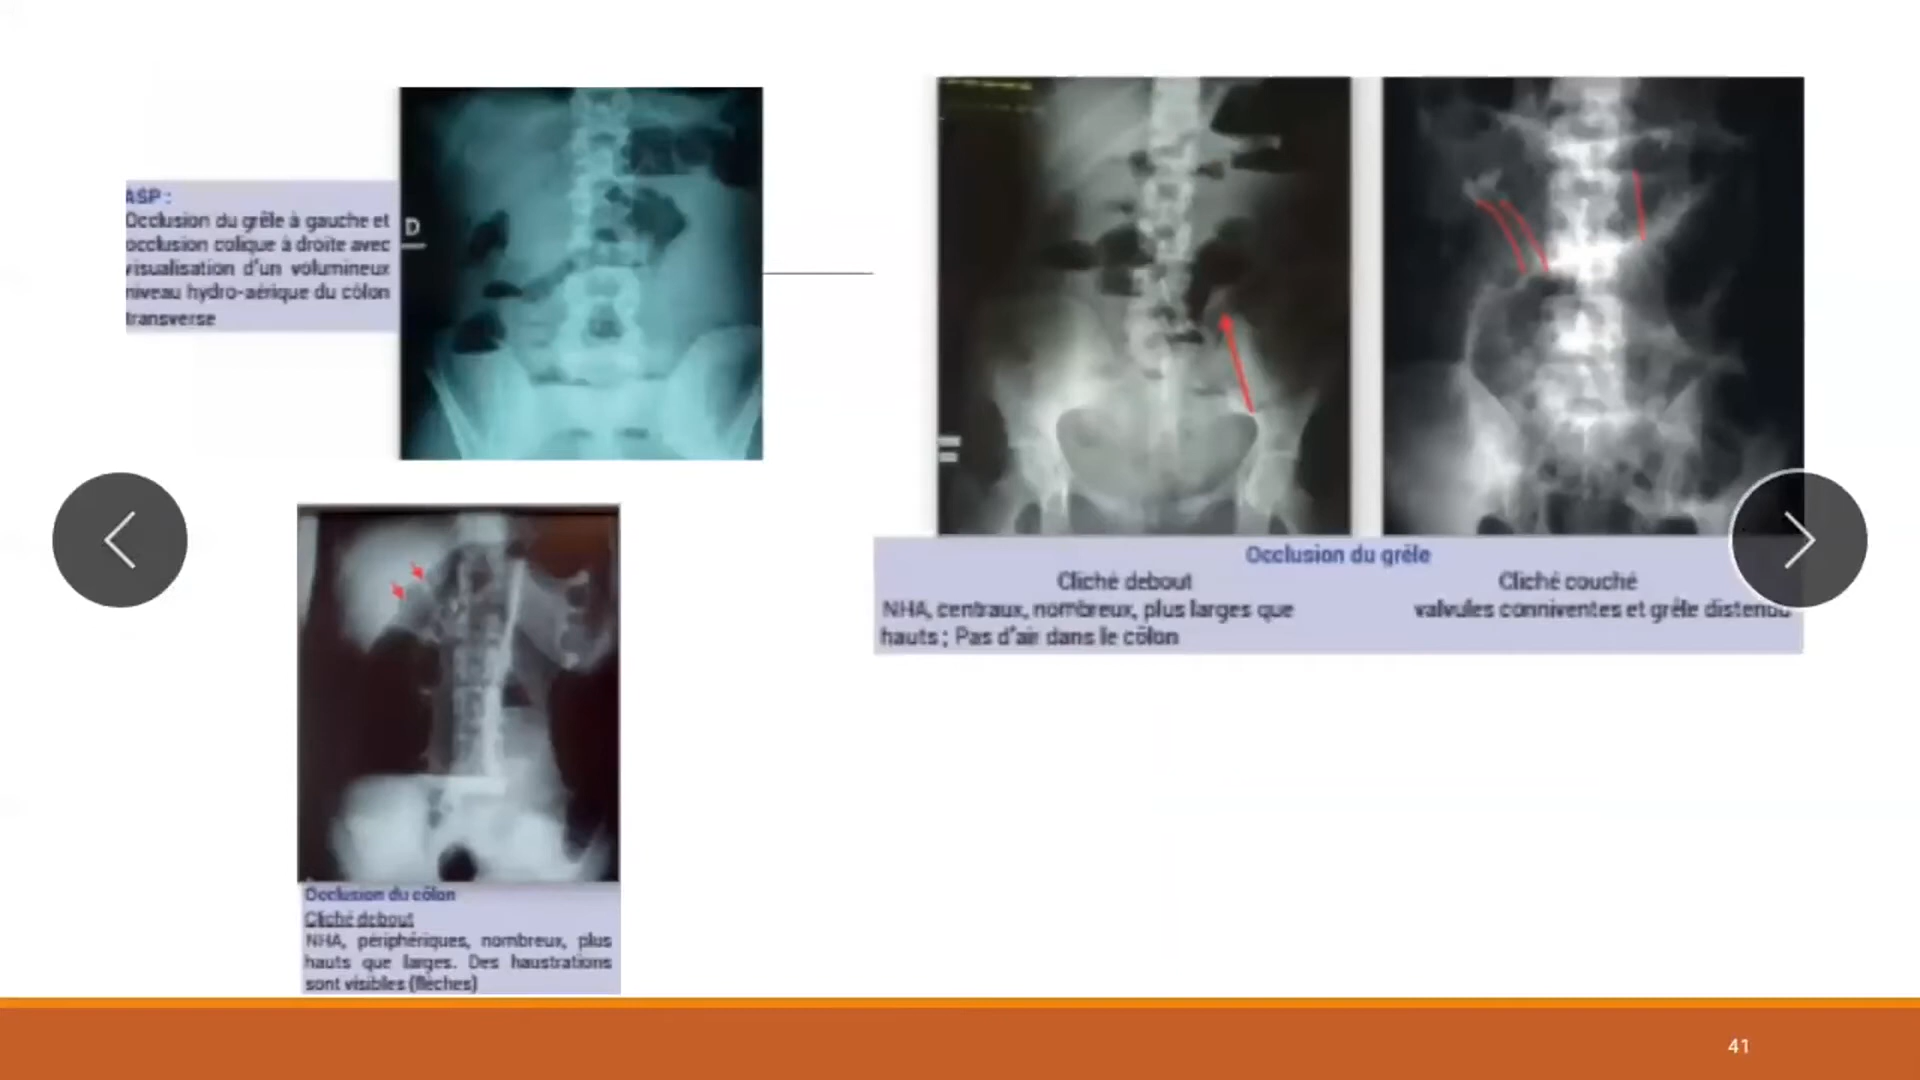 ASP :
Occlusion du grêle à gauche et
occlusion colique à droite avec
visualisation d'un volumineux
niveau hydro-aérique du côlon
transverse
D
Occlusion du grêle
Cliché debout
NHA, centraux, nombreux, plus larges que
hauts ; Pas d'air dans le côlon
Cliché couché
valvules conniventes et grêle distendu
Occlusion du côlon
Cliché debout
NHA, périphériques, nombreux, plus
hauts que larges. Des haustrations
sont visibles (flèches)
41